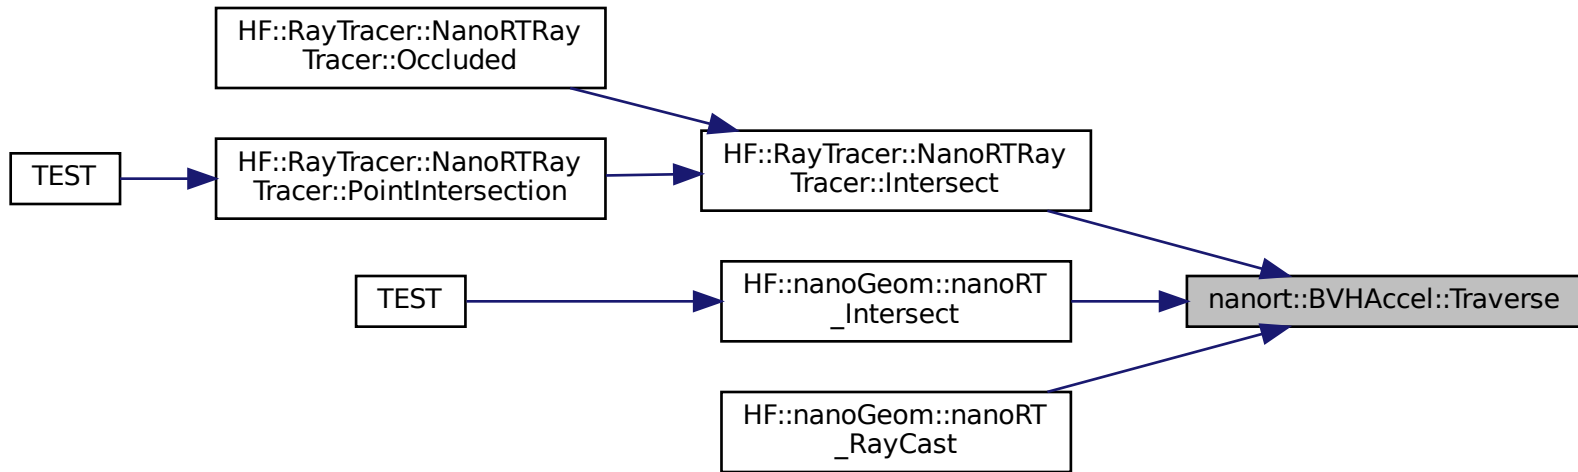 HF::RayTracer::NanoRTRay
Tracer::Occluded
TEST
HF::RayTracer::NanoRTRay
Tracer::PointIntersection
HF::RayTracer::NanoRTRay
Tracer::Intersect
TEST
HF::nanoGeom::nanoRT
_Intersect
nanort::BVHAccel::Traverse
HF::nanoGeom::nanoRT
_RayCast